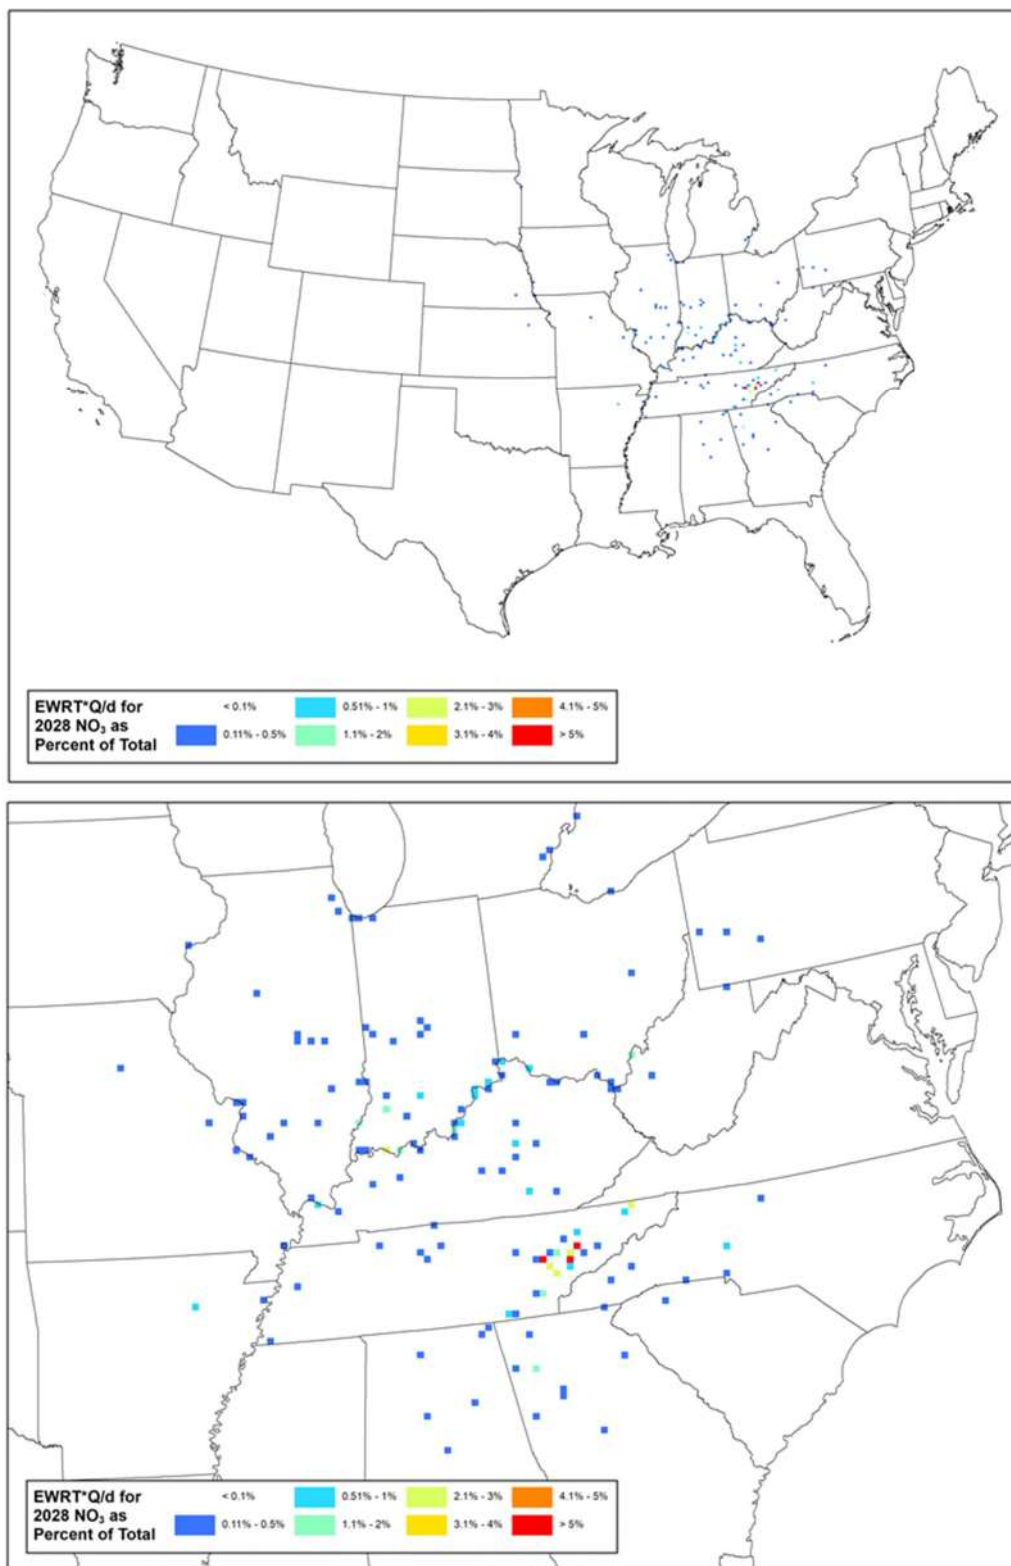 EWRT*Q/d for
2028 NO₃ as
Percent of Total
< 0.1%
0.51% - 1%
2.1% - 3%
4.1% - 5%
0.11% - 0.5%
1.1% - 2%
3.1% - 4%
> 5%
EWRT*Q/d for
2028 NO₃ as
Percent of Total
< 0.1%
0.51% - 1%
2.1% - 3%
4.1% - 5%
0.11% - 0.5%
1.1% - 2%
3.1% - 4%
> 5%